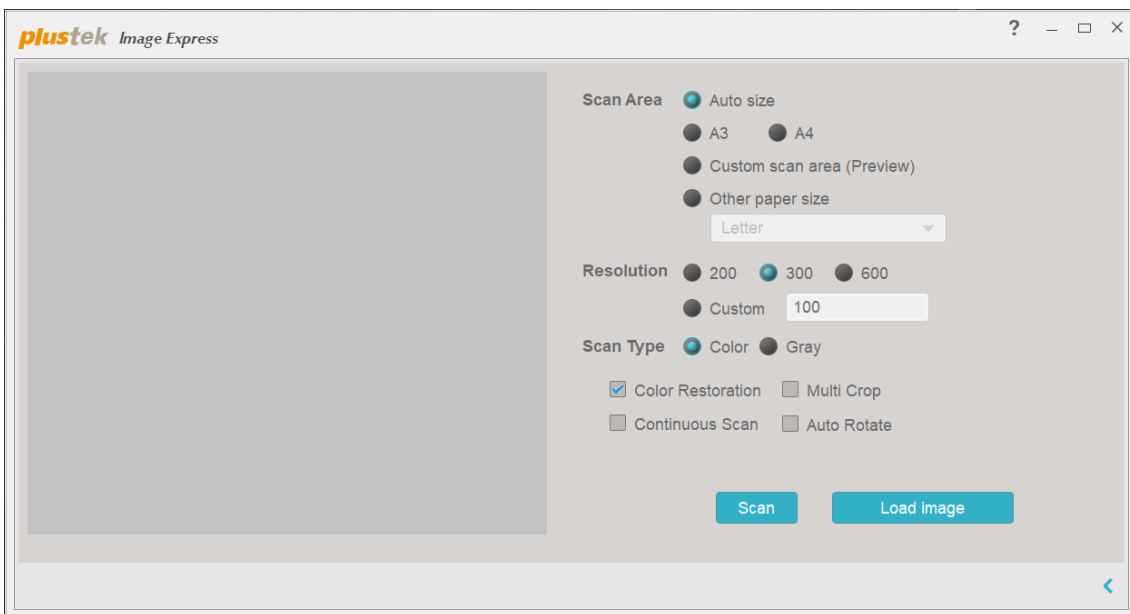 plustek Image Express ?
Scan Area Auto size
A3 A4
Custom scan area (Preview)
Other paper size
Letter
Resolution 200 300 600
Custom 100
Scan Type Color Gray
Color Restoration Multi Crop
Continuous Scan Auto Rotate
Scan Load image